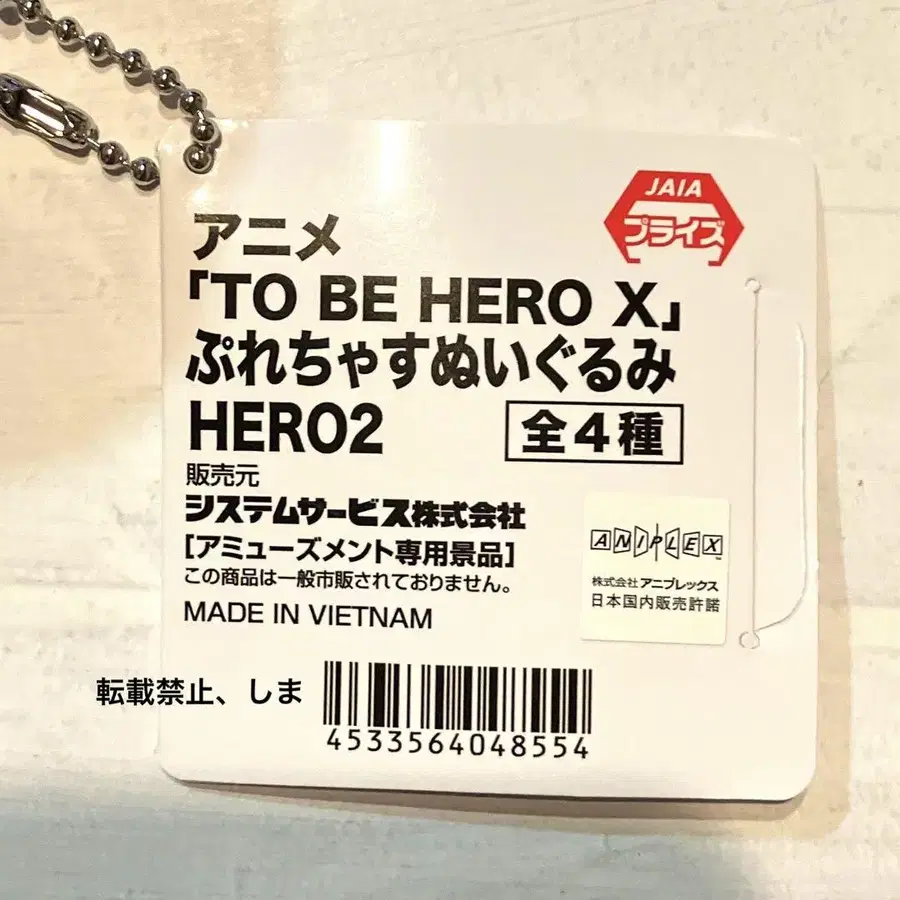 JAIA
プライズ
アニメ
「TO BE HERO X」
ぷれちゃすぬいぐるみ
HERO2
全4種
販売元
システムサービス株式会社
[アミューズメント専用景品]
この商品は一般市販されておりません。
MADE IN VIETNAM
ANIPLEX
株式会社アニプレックス
日本国内販売許諾
転載禁止、しま
4533564048554